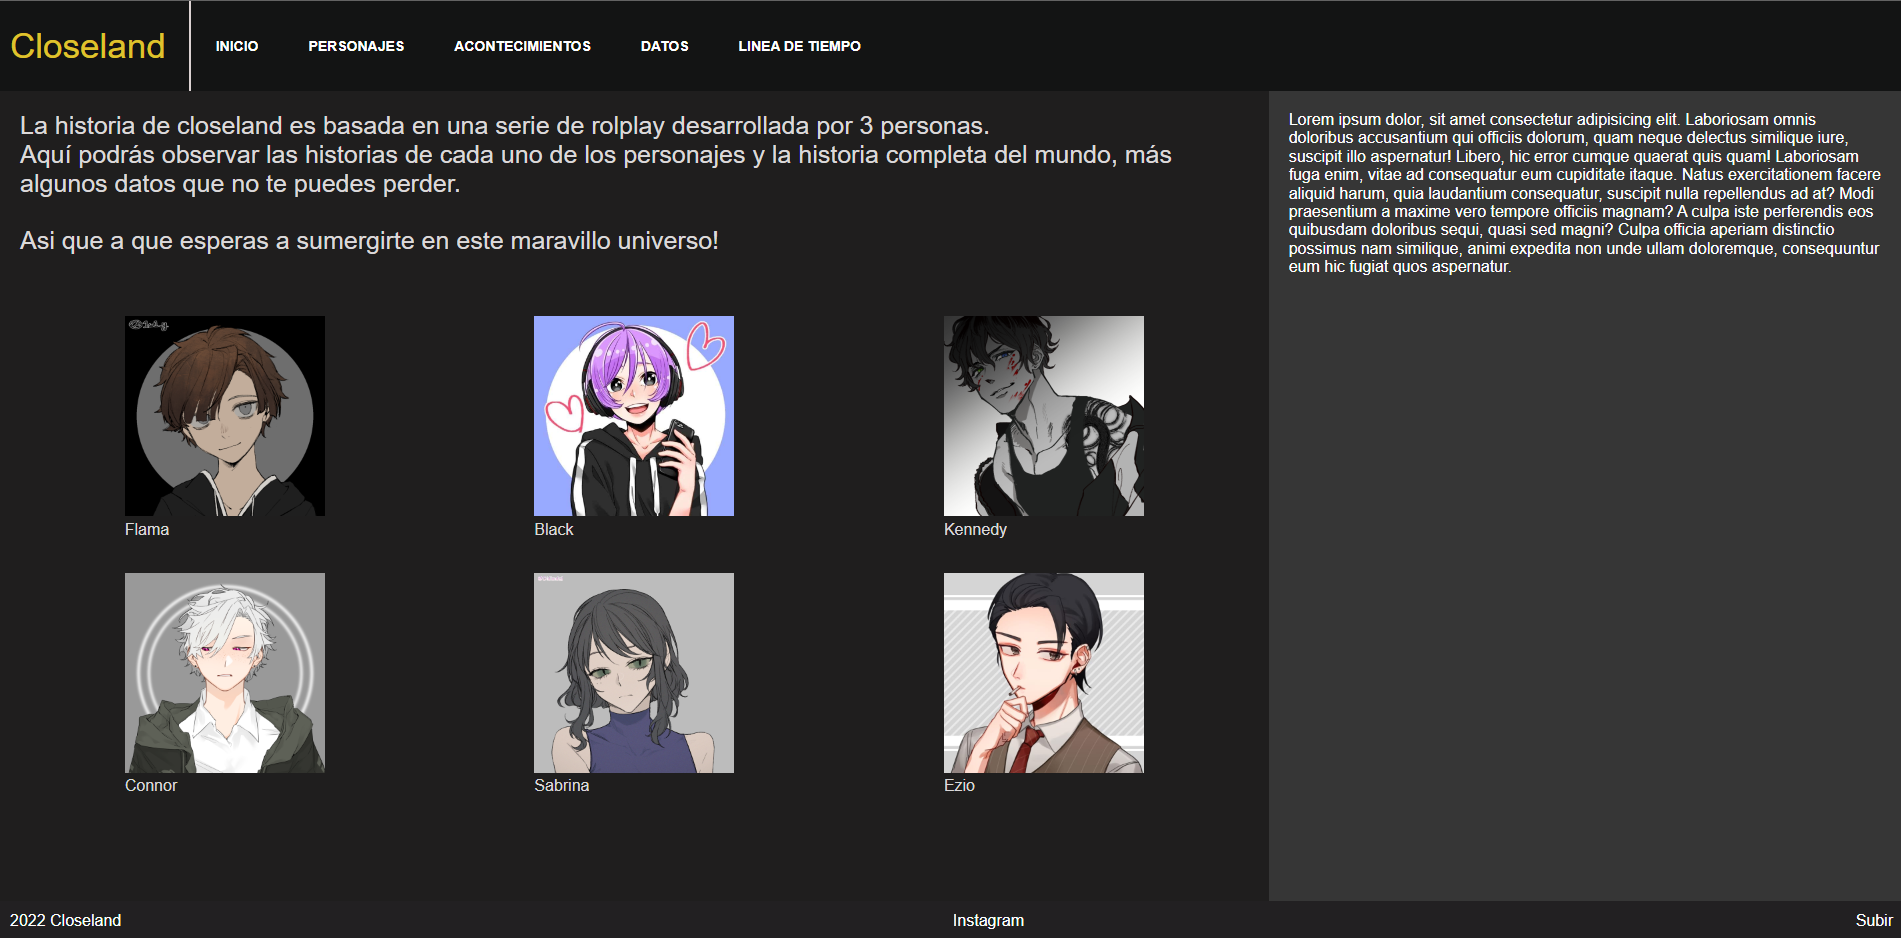 Closeland
INICIO
PERSONAJES
ACONTECIMIENTOS
DATOS
LINEA DE TIEMPO
La historia de closeland es basada en una serie de rolplay desarrollada por 3 personas.
Aquí podrás observar las historias de cada uno de los personajes y la historia completa del mundo, más
algunos datos que no te puedes perder.
Asi que a que esperas a sumergirte en este maravillo universo!
Flama
Black
Kennedy
Connor
Sabrina
Ezio
Lorem ipsum dolor, sit amet consectetur adipisicing elit. Laboriosam omnis
doloribus accusantium qui officiis dolorum, quam neque delectus similique iure,
suscipit illo aspernatur! Libero, hic error cumque quaerat quis quam! Laboriosam
fuga enim, vitae ad consequatur eum cupiditate itaque. Natus exercitationem facere
aliquid harum, quia laudantium consequatur, suscipit nulla repellendus ad at? Modi
praesentium a maxime vero tempore officiis magnam? A culpa iste perferendis eos
quibusdam doloribus sequi, quasi sed magni? Culpa officia aperiam distinctio
possimus nam similique, animi expedita non unde ullam doloremque, consequuntur
eum hic fugiat quos aspernatur.
2022 Closeland
Instagram
Subir